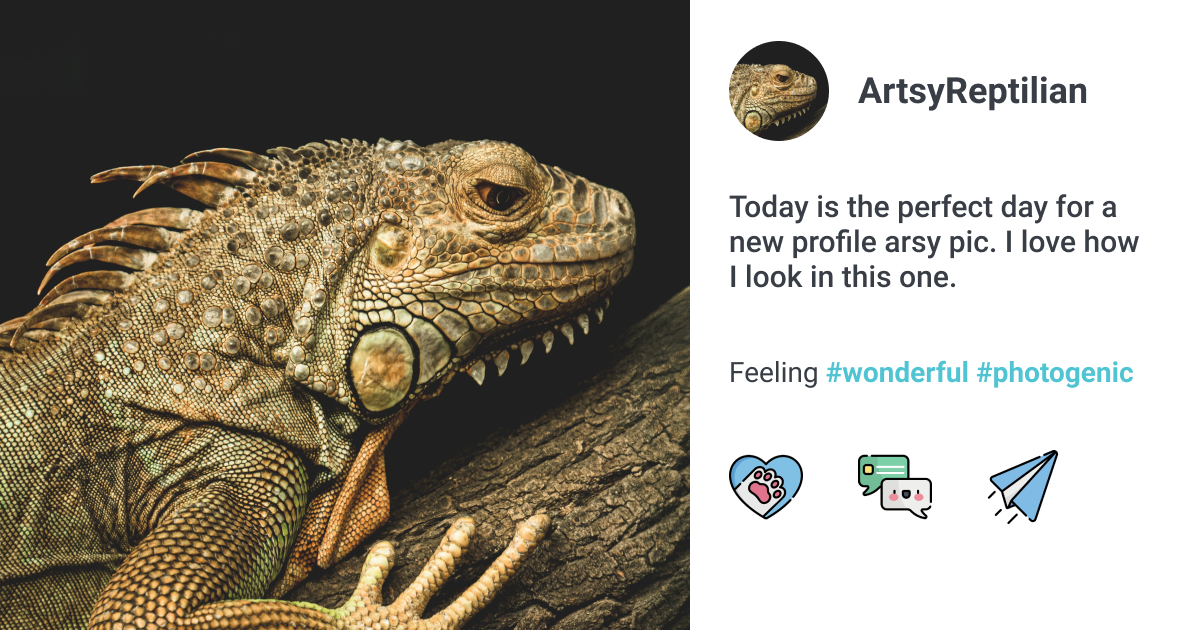 ArtsyReptilian
Today is the perfect day for a
new profile arsy pic. I love how
I look in this one.
Feeling #wonderful #photogenic